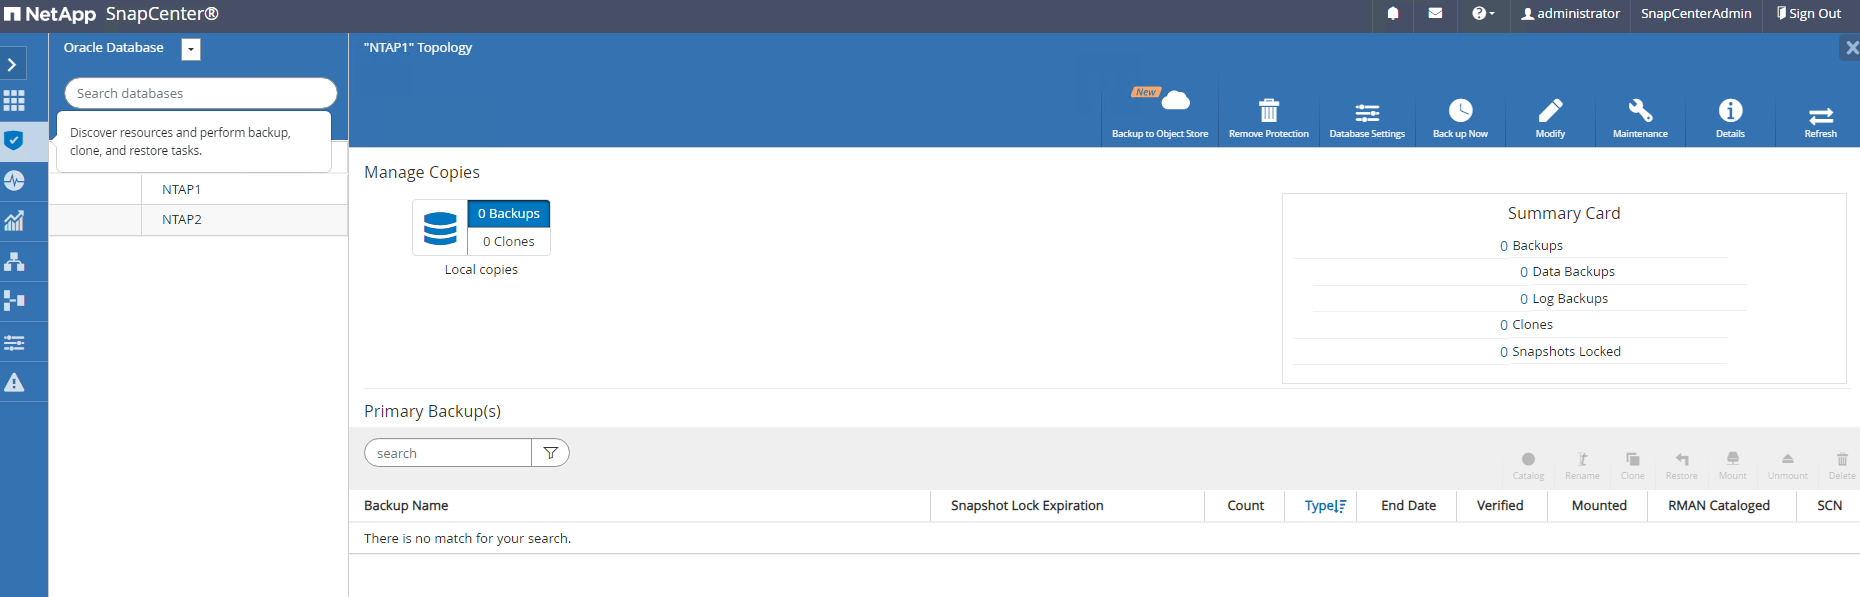 NetApp SnapCenter®
administrator
SnapCenterAdmin
Sign Out
Oracle Database
Search databases
Discover resources and perform backup,
clone, and restore tasks.
NTAP1
NTAP2
"NTAP1" Topology
New
Backup to Object Store
Remove Protection
Database Settings
Back up Now
Modify
Maintenance
Details
Refresh
Manage Copies
0 Backups
0 Clones
Local copies
Summary Card
0 Backups
0 Data Backups
0 Log Backups
0 Clones
0 Snapshots Locked
Primary Backup(s)
search
Catalog
Rename
Clone
Restore
Mount
Unmount
Delete
Backup Name
Snapshot Lock Expiration
Count
Type
End Date
Verified
Mounted
RMAN Cataloged
SCN
There is no match for your search.